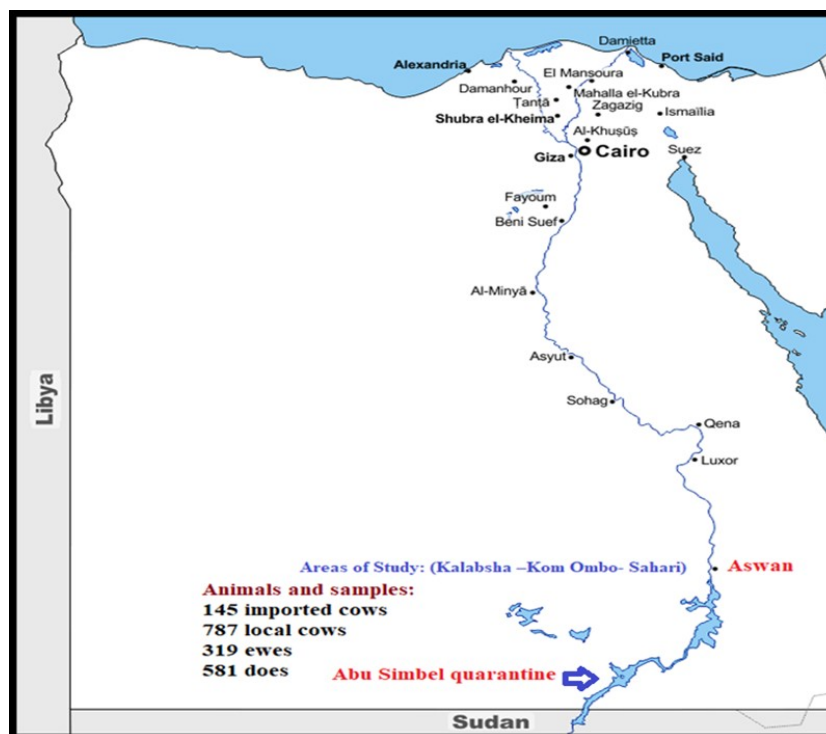 Damietta
Alexandria
Port Said
El Mansoura
Damanhour
Mahalla el-Kubra
Tantā
Zagazig
Ismaïlia
Shubra el-Kheima
Al-Khuṣūṣ
Cairo
Suez
Giza
Fayoum
Beni Suef
Al-Minyā
Asyut
Libya
Sohag
Qena
Luxor
Areas of Study: (Kalabsha –Kom Ombo- Sahari)
Aswan
Animals and samples:
145 imported cows
787 local cows
319 ewes
581 does
Abu Simbel quarantine
Sudan